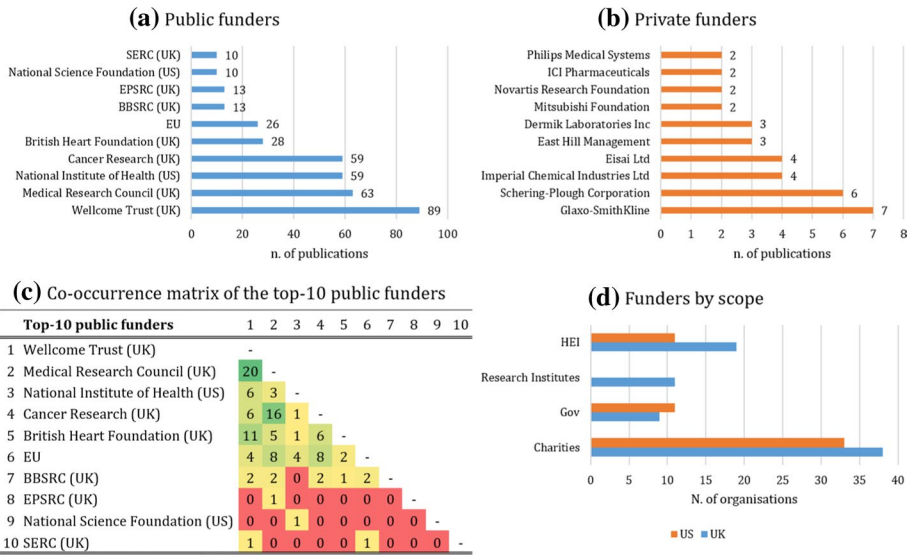 (a) Public funders
SERC (UK) 10
National Science Foundation (US) 10
EPSRC (UK) 13
BBSRC (UK) 13
EU 26
British Heart Foundation (UK) 28
Cancer Research (UK) 59
National Institute of Health (US) 59
Medical Research Council (UK) 63
Wellcome Trust (UK) 89
0 20 40 60 80 100
n. of publications
(b) Private funders
Philips Medical Systems 2
ICI Pharmaceuticals 2
Novartis Research Foundation 2
Mitsubishi Foundation 2
Dermik Laboratories Inc 3
East Hill Management 3
Eisai Ltd 4
Imperial Chemical Industries Ltd 4
Schering-Plough Corporation 6
Glaxo-SmithKline 7
0 1 2 3 4 5 6 7 8
n. of publications
(c) Co-occurrence matrix of the top-10 public funders
Top-10 public funders 1 2 3 4 5 6 7 8 9 10
1 Wellcome Trust (UK) -
2 Medical Research Council (UK) 20 -
3 National Institute of Health (US) 6 3 -
4 Cancer Research (UK) 6 16 1 -
5 British Heart Foundation (UK) 11 5 1 6 -
6 EU 4 8 4 8 2 -
7 BBSRC (UK) 2 2 0 2 1 2 -
8 EPSRC (UK) 0 1 0 0 0 0 0 -
9 National Science Foundation (US) 0 0 1 0 0 0 0 0 -
10 SERC (UK) 1 0 0 0 0 1 0 0 0 -
(d) Funders by scope
HEI
Research Institutes
Gov
Charities
0 5 10 15 20 25 30 35 40
N. of organisations
US UK